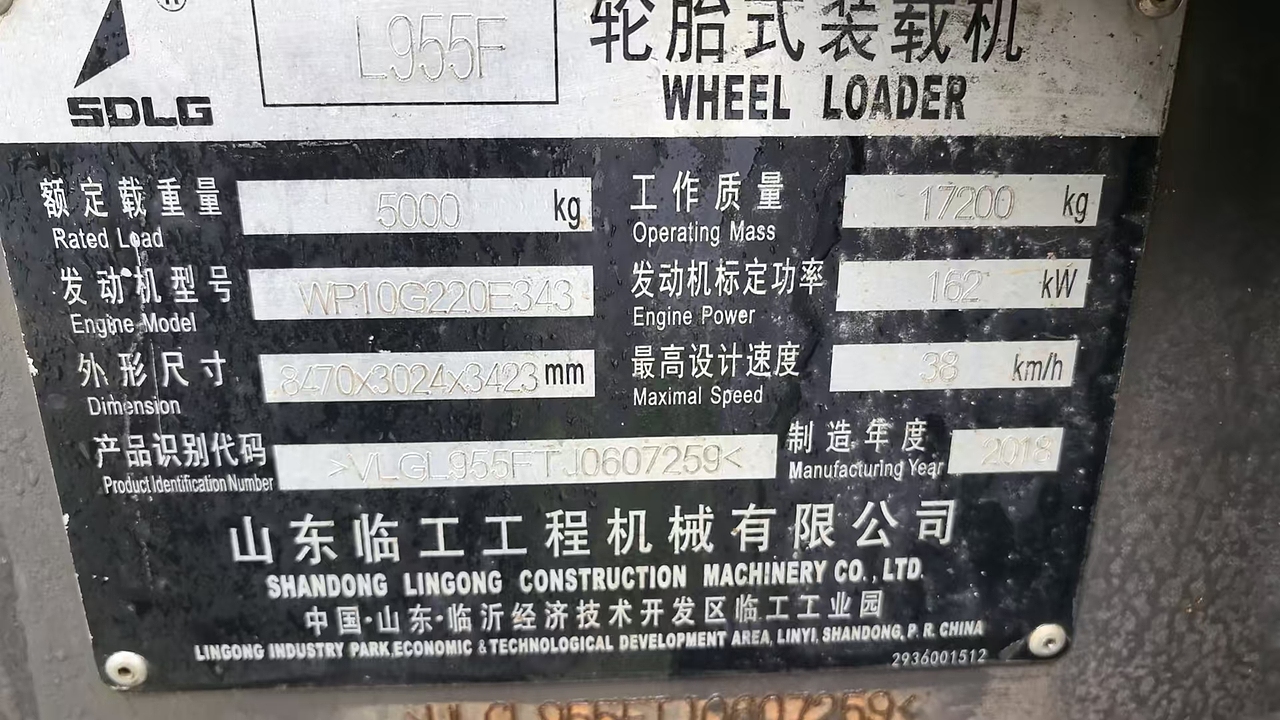 ®
L955F
轮胎式装载机
SDLG
WHEEL LOADER
额定载重量 5000 kg 工作质量 17200 kg
Rated Load Operating Mass
发动机型号 WP10G220E343 发动机标定功率 162 kW
Engine Model Engine Power
外形尺寸 8470x3024x3423 mm 最高设计速度 38 km/h
Dimension Maximal Speed
产品识别代码 >VLGL955FTJ0607259< 制造年度 2018
Product Identification Number Manufacturing Year
山东临工工程机械有限公司
SHANDONG LINGONG CONSTRUCTION MACHINERY CO., LTD.
中国·山东·临沂经济技术开发区临工工业园
LINGONG INDUSTRY PARK,ECONOMIC & TECHNOLOGICAL DEVELOPMENT AREA, LINYI. SHANDONG, P. R. CHINA
2936001512
>VLGL955FTJ0607259<